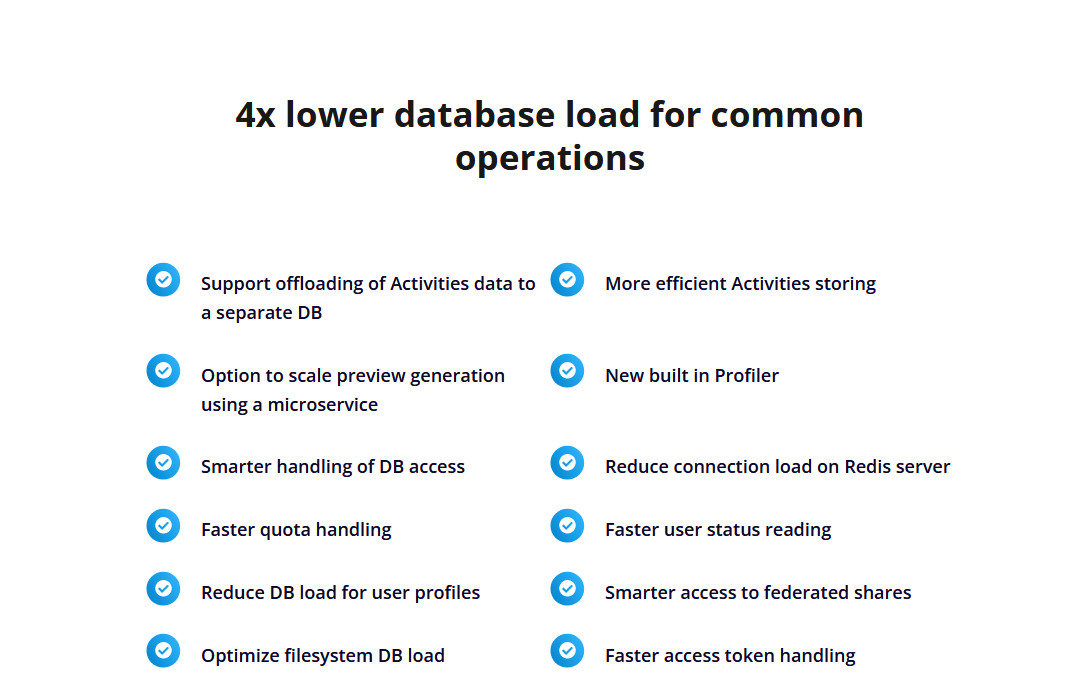 4x lower database load for common
operations
Support offloading of Activities data to
a separate DB
More efficient Activities storing
Option to scale preview generation
using a microservice
New built in Profiler
Smarter handling of DB access
Reduce connection load on Redis server
Faster quota handling
Faster user status reading
Reduce DB load for user profiles
Smarter access to federated shares
Optimize filesystem DB load
Faster access token handling